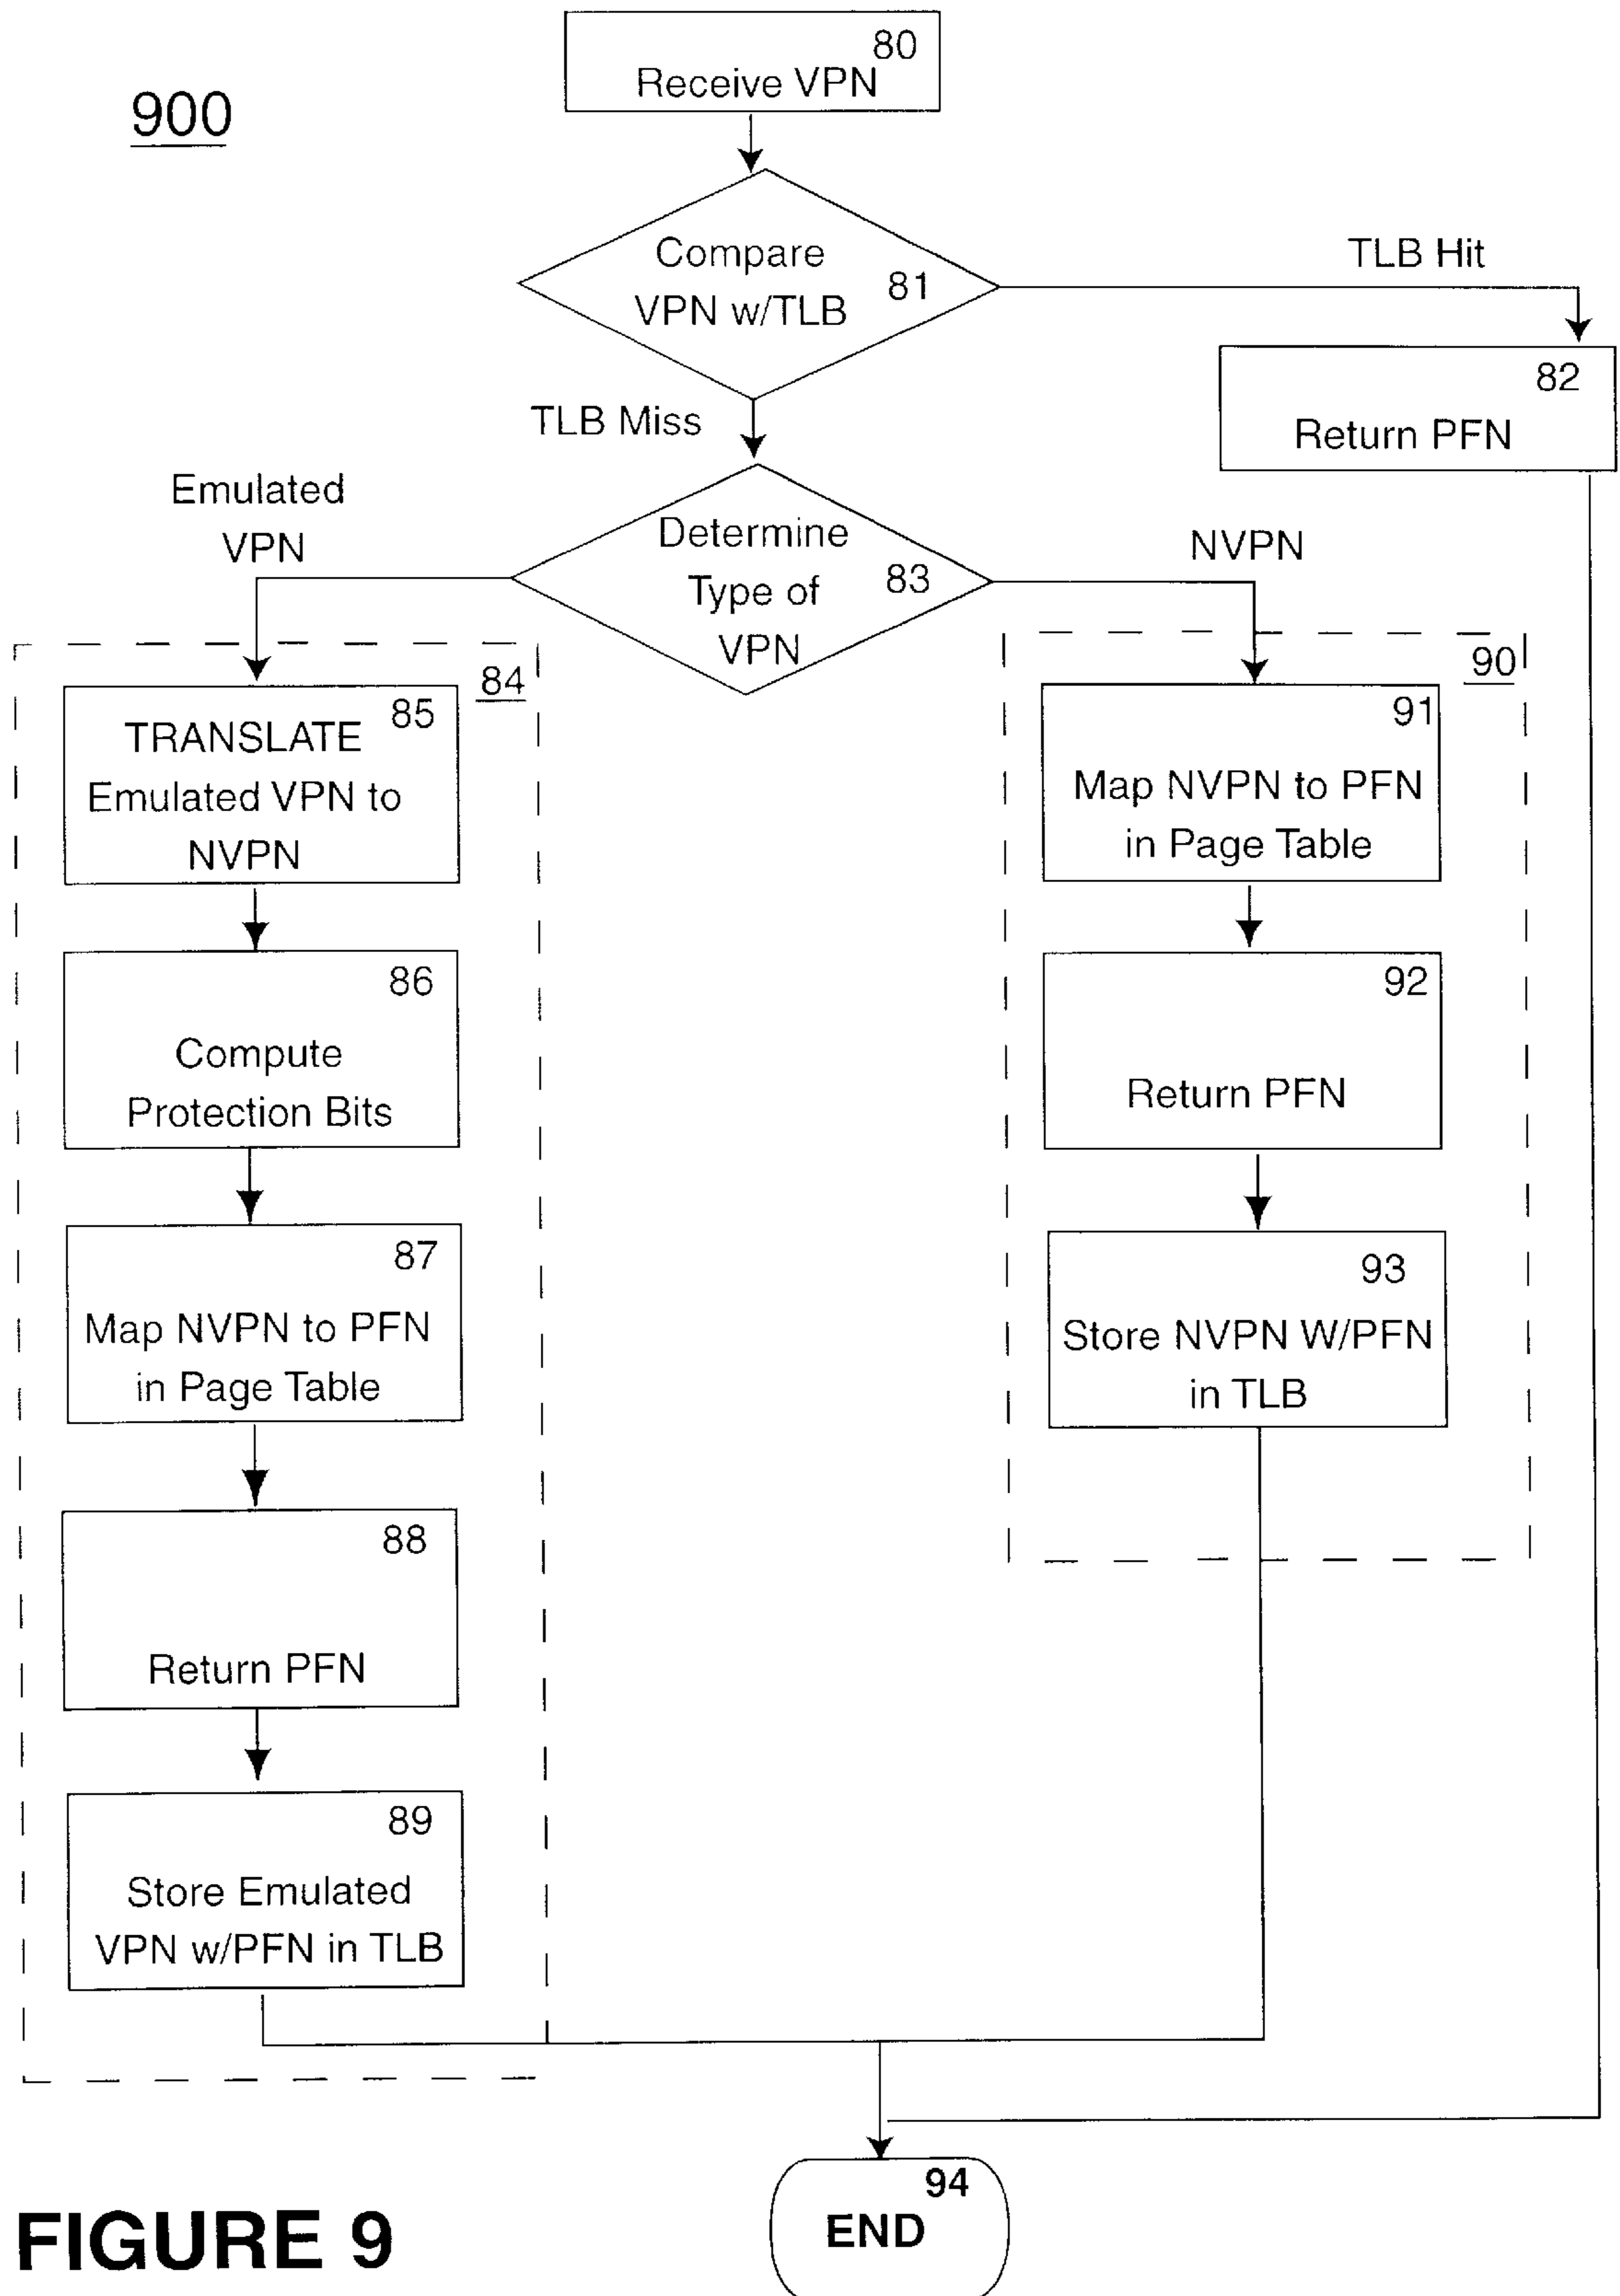 900
80
Receive VPN
Compare
VPN w/TLB
81
TLB Hit
82
Return PFN
TLB Miss
Emulated
VPN
Determine
Type of
VPN
83
NVPN
84
85
TRANSLATE
Emulated VPN to
NVPN
86
Compute
Protection Bits
87
Map NVPN to PFN
in Page Table
88
Return PFN
89
Store Emulated
VPN w/PFN in TLB
90
91
Map NVPN to PFN
in Page Table
92
Return PFN
93
Store NVPN W/PFN
in TLB
94
END
FIGURE 9